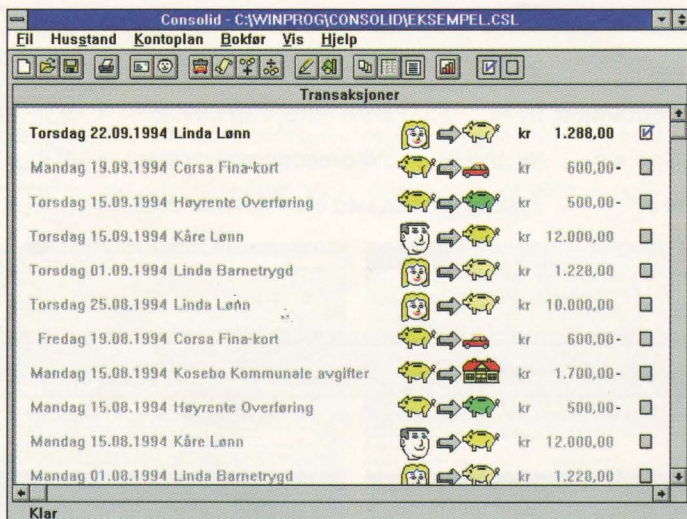 Consolid - C:\WINPROG\CONSOLID\EKSEMPEL.CSL
Fil Husstand Kontoplan Bokfør Vis Hjelp
Transaksjoner
Torsdag 22.09.1994 Linda Lønn kr 1.288,00
Mandag 19.09.1994 Corsa Fina-kort kr 600,00-
Torsdag 15.09.1994 Høyrente Overføring kr 500,00-
Torsdag 15.09.1994 Kåre Lønn kr 12.000,00
Torsdag 01.09.1994 Linda Barnetrygd kr 1.228,00
Torsdag 25.08.1994 Linda Lønn kr 10.000,00
Fredag 19.08.1994 Corsa Fina-kort kr 600,00-
Mandag 15.08.1994 Kosebo Kommunale avgifter kr 1.700,00-
Mandag 15.08.1994 Høyrente Overføring kr 500,00-
Mandag 15.08.1994 Kåre Lønn kr 12.000,00
Mandag 01.08.1994 Linda Barnetrygd kr 1.228,00
Klar